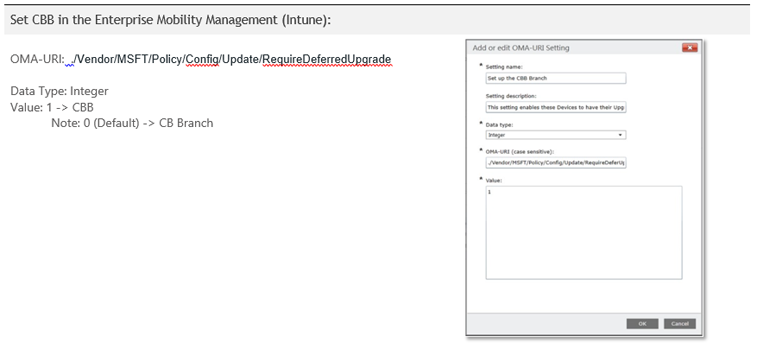 Set CBB in the Enterprise Mobility Management (Intune):
OMA-URI: ./Vendor/MSFT/Policy/Config/Update/RequireDeferredUpgrade
Data Type: Integer
Value: 1 -> CBB
Note: 0 (Default) -> CB Branch
Add or edit OMA-URI Setting
* Setting name:
Set up the CBB Branch
Setting description:
This setting enables these Devices to have their Upg
* Data type:
Integer
* OMA-URI (case sensitive):
./Vendor/MSFT/Policy/Config/Update/RequireDeferUp
* Value:
1
OK Cancel